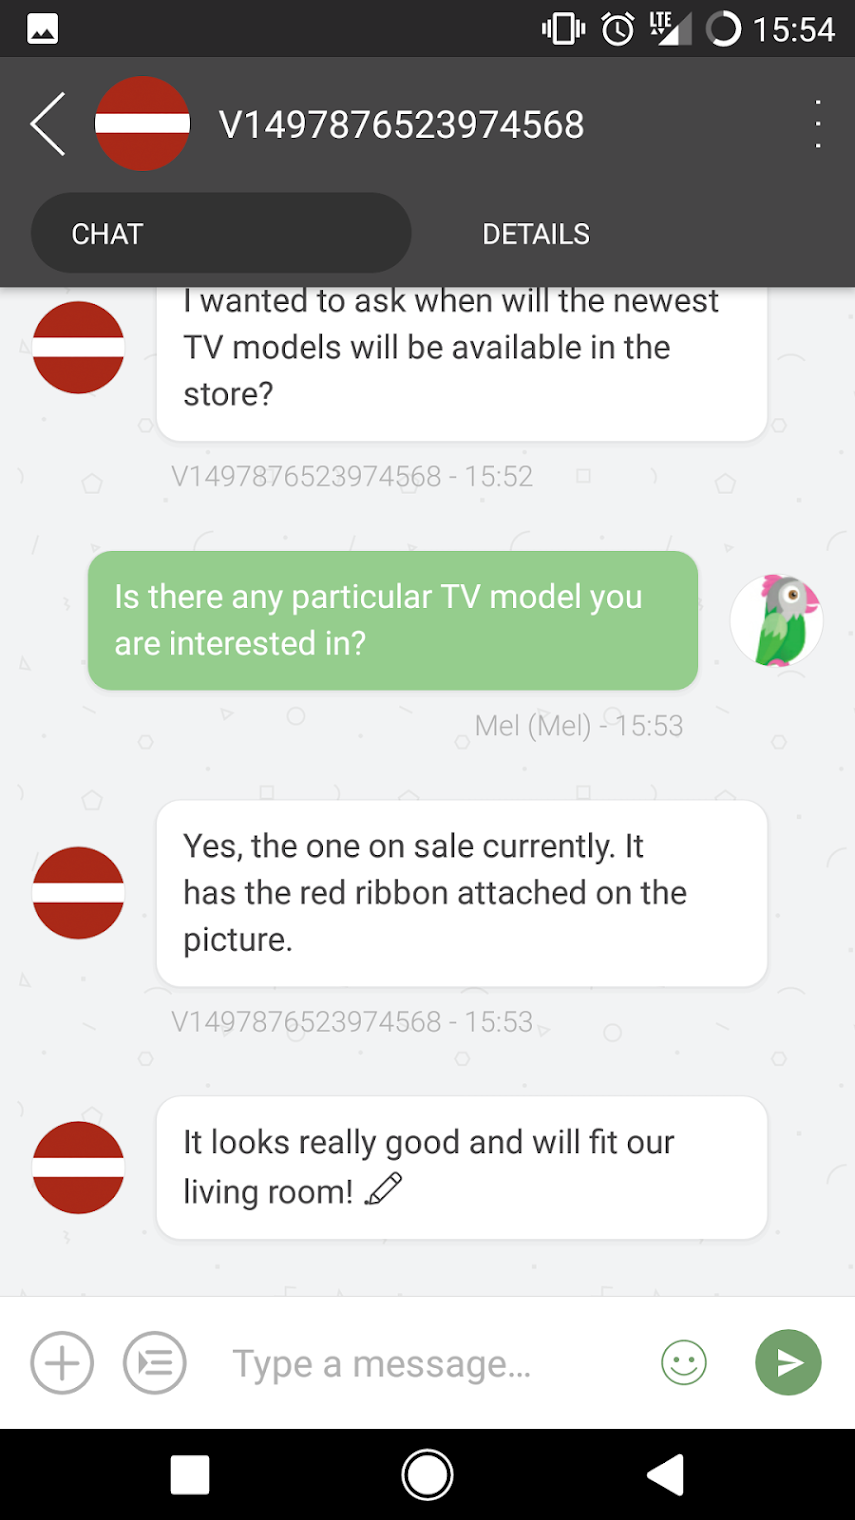 LTE
15:54
V1497876523974568
CHAT
DETAILS
I wanted to ask when will the newest
TV models will be available in the
store?
V1497876523974568 - 15:52
Is there any particular TV model you
are interested in?
Mel (Mel) - 15:53
Yes, the one on sale currently. It
has the red ribbon attached on the
picture.
V1497876523974568 - 15:53
It looks really good and will fit our
living room!
Type a message...